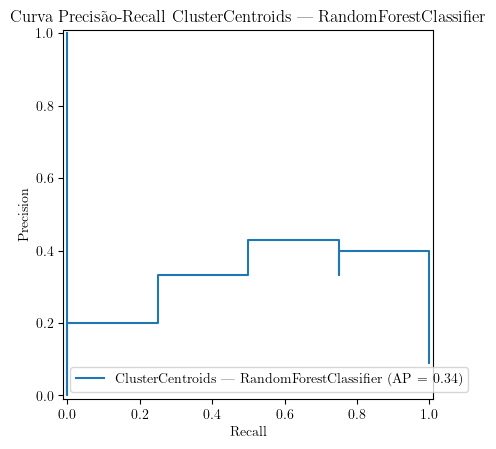 Curva Precisão-Recall ClusterCentroids — RandomForestClassifier
1.0
0.8
0.6
0.4
0.2
0.0
Precision
ClusterCentroids — RandomForestClassifier (AP = 0.34)
0.0 0.2 0.4 0.6 0.8 1.0
Recall